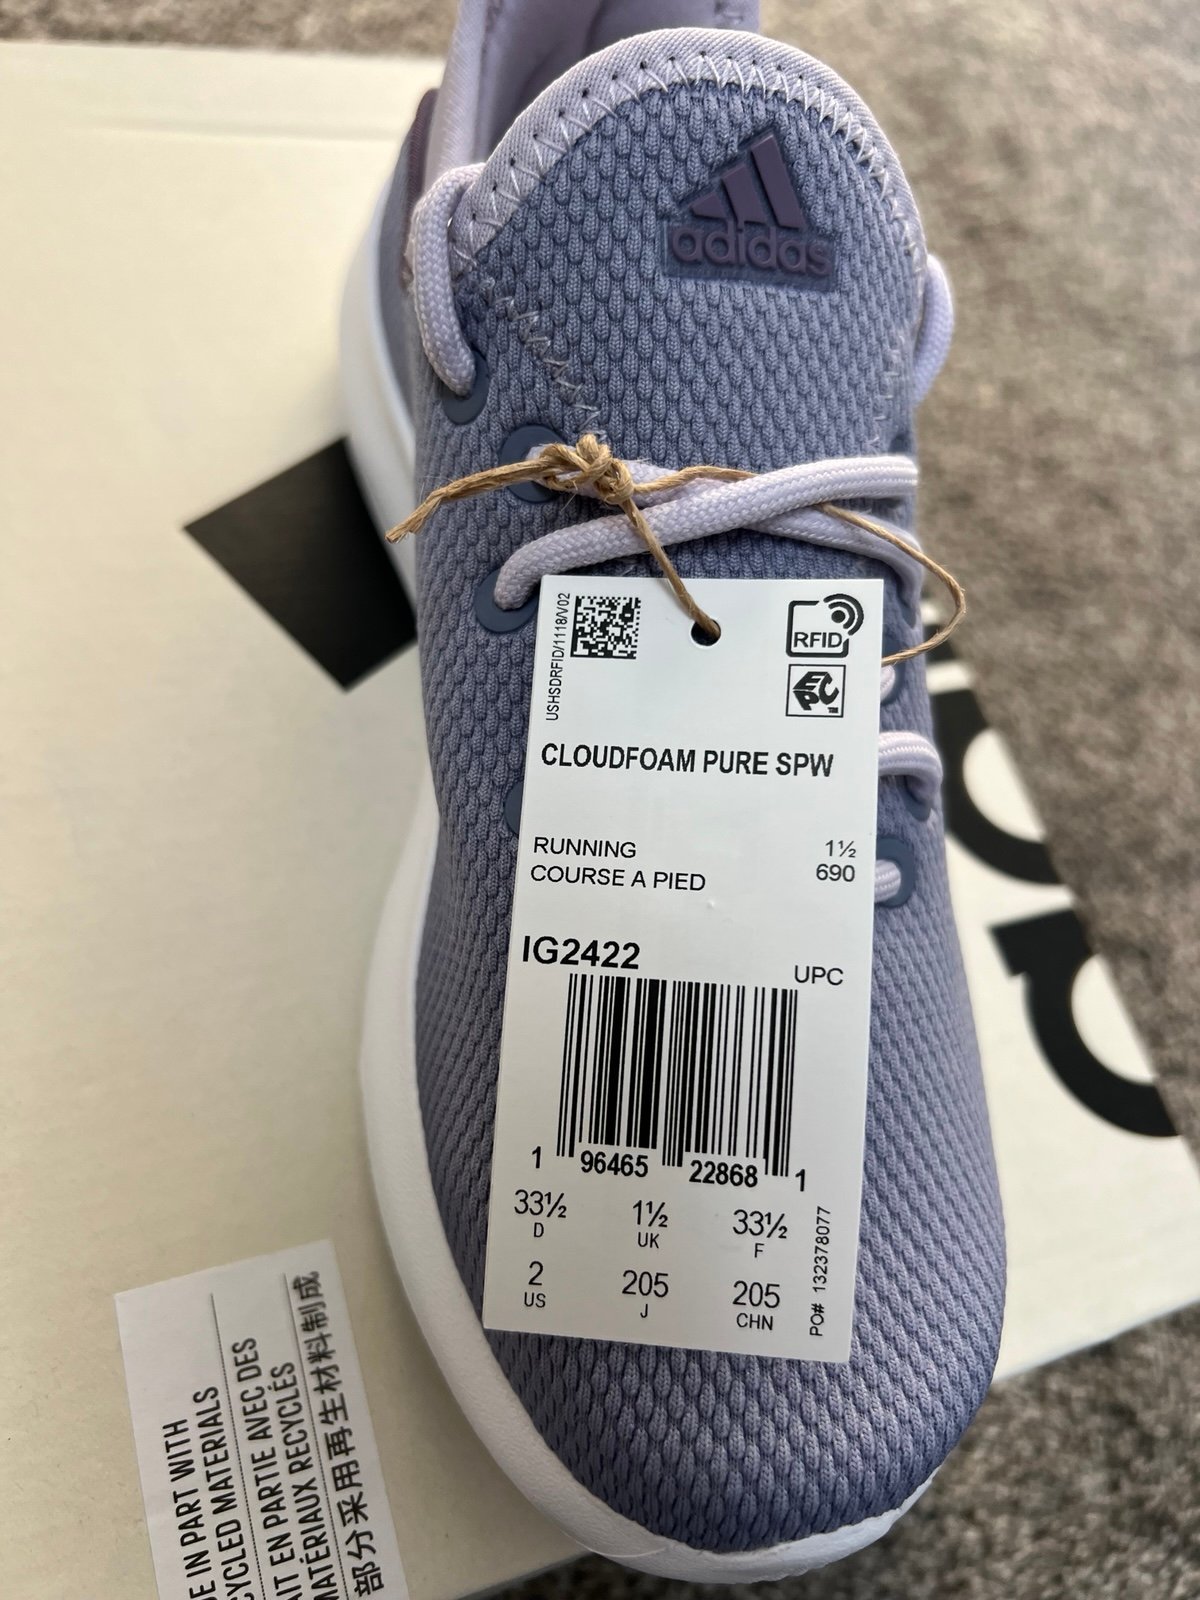 adidas
USHSDRFID/1118/V02
RFID
EPC™
CLOUDFOAM PURE SPW
RUNNING 1½
COURSE A PIED 690
IG2422
UPC
1 96465 22868 1
33½ 1½ 33½
D UK F
2 205 205
US J CHN
PO# 132378077
IN PART WITH
MATERIALS
EN PARTIE AVEC DES
MATÉRIAUX RECYCLÉS
部分采用再生材料制成